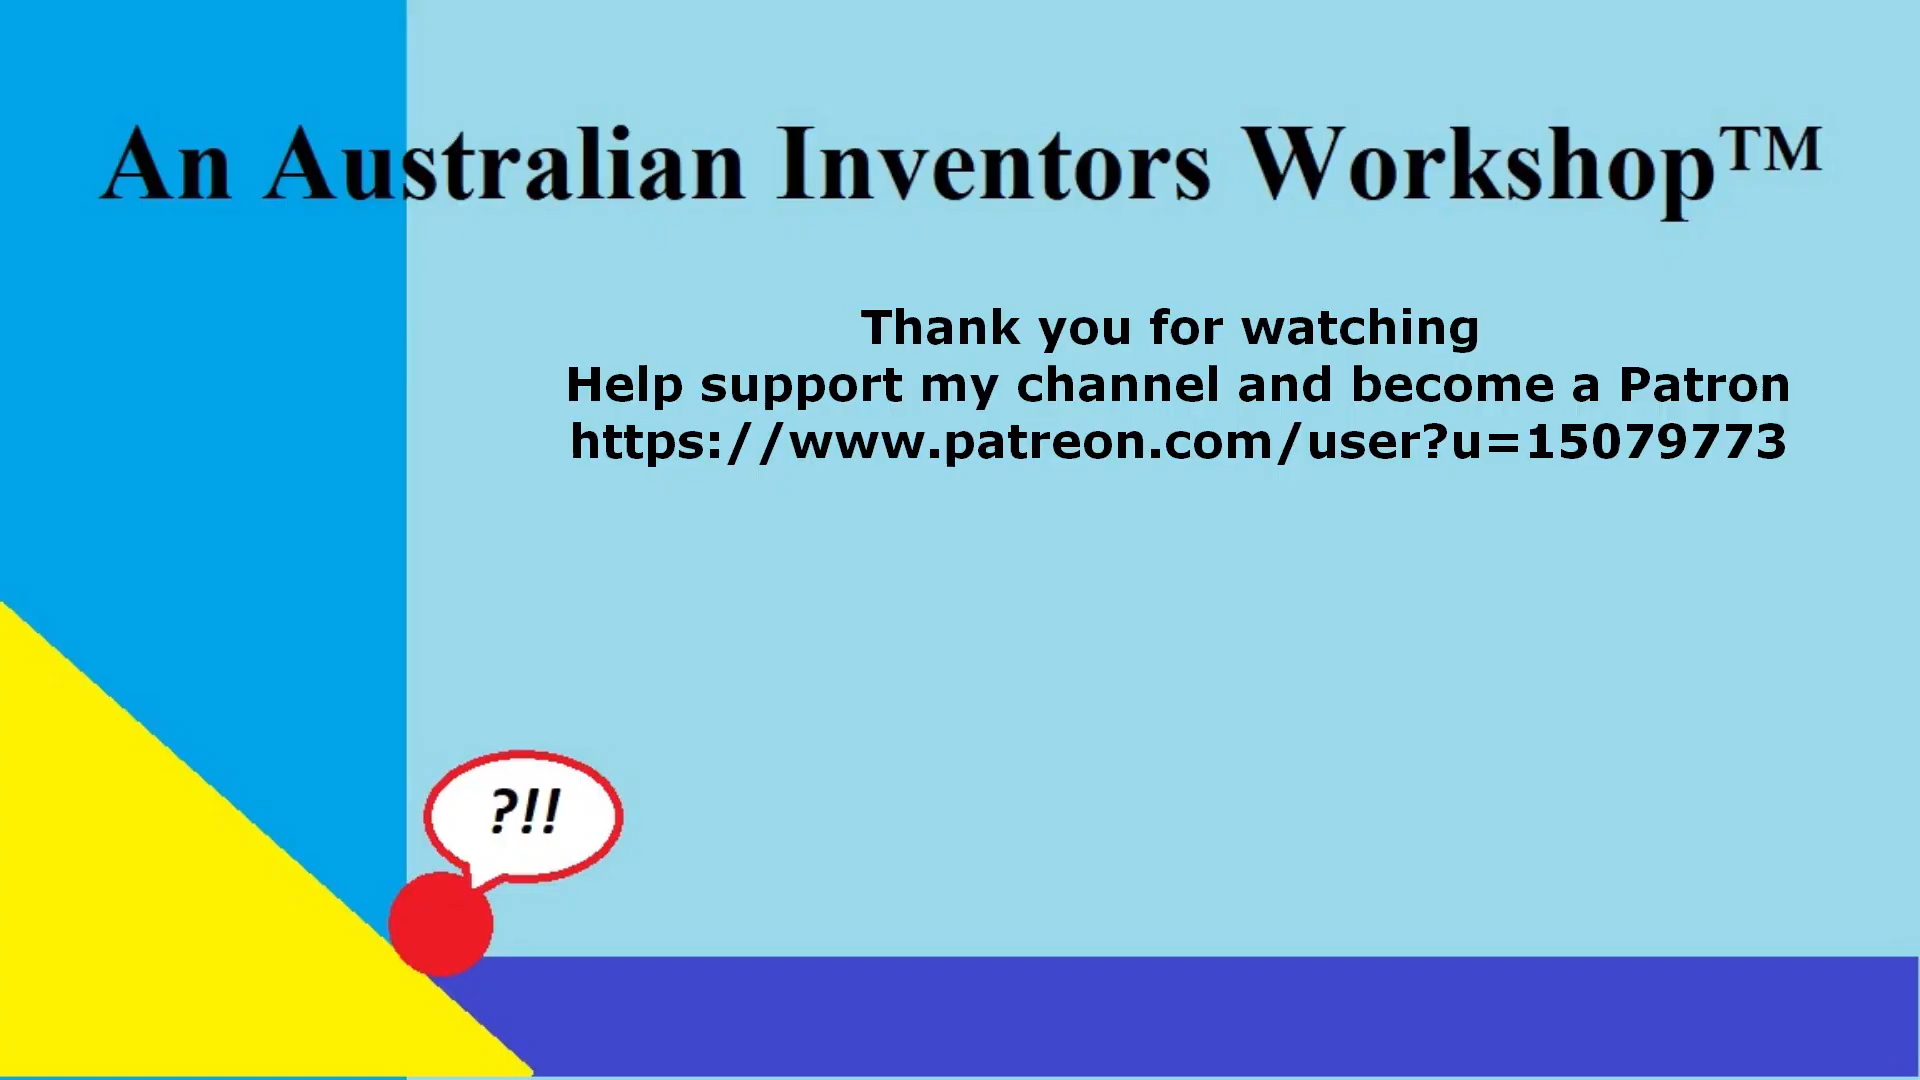 An Australian Inventors Workshop™
Thank you for watching
Help support my channel and become a Patron
https://www.patreon.com/user?u=15079773
?!!